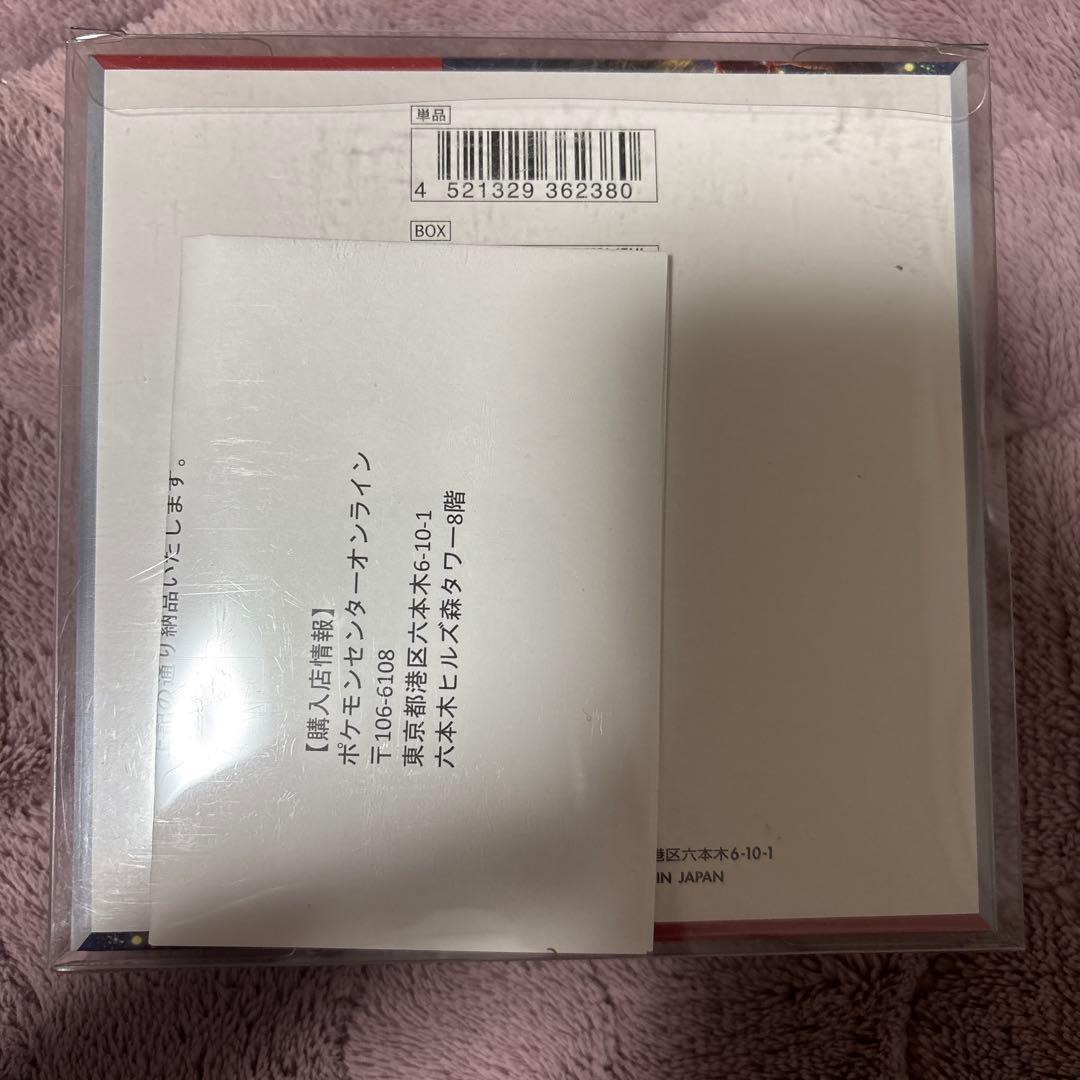 単品
4 521329 362380
BOX
の通り納品いたします。
【購入店情報】
ポケモンセンターオンライン
〒106-6108
東京都港区六本木6-10-1
六本木ヒルズ森タワー8階
港区六本木6-10-1
IN JAPAN